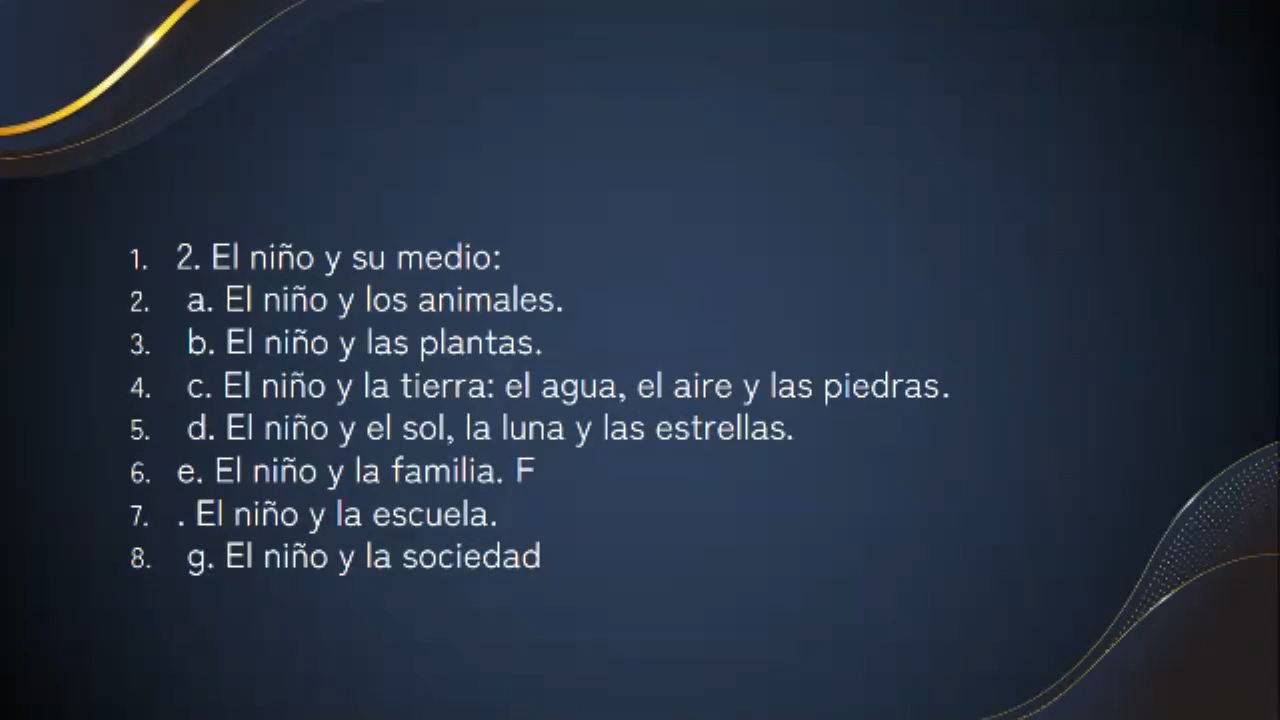 1. 2. El niño y su medio:
2. a. El niño y los animales.
3. b. El niño y las plantas.
4. c. El niño y la tierra: el agua, el aire y las piedras.
5. d. El niño y el sol, la luna y las estrellas.
6. e. El niño y la familia. F
7. . El niño y la escuela.
8. g. El niño y la sociedad